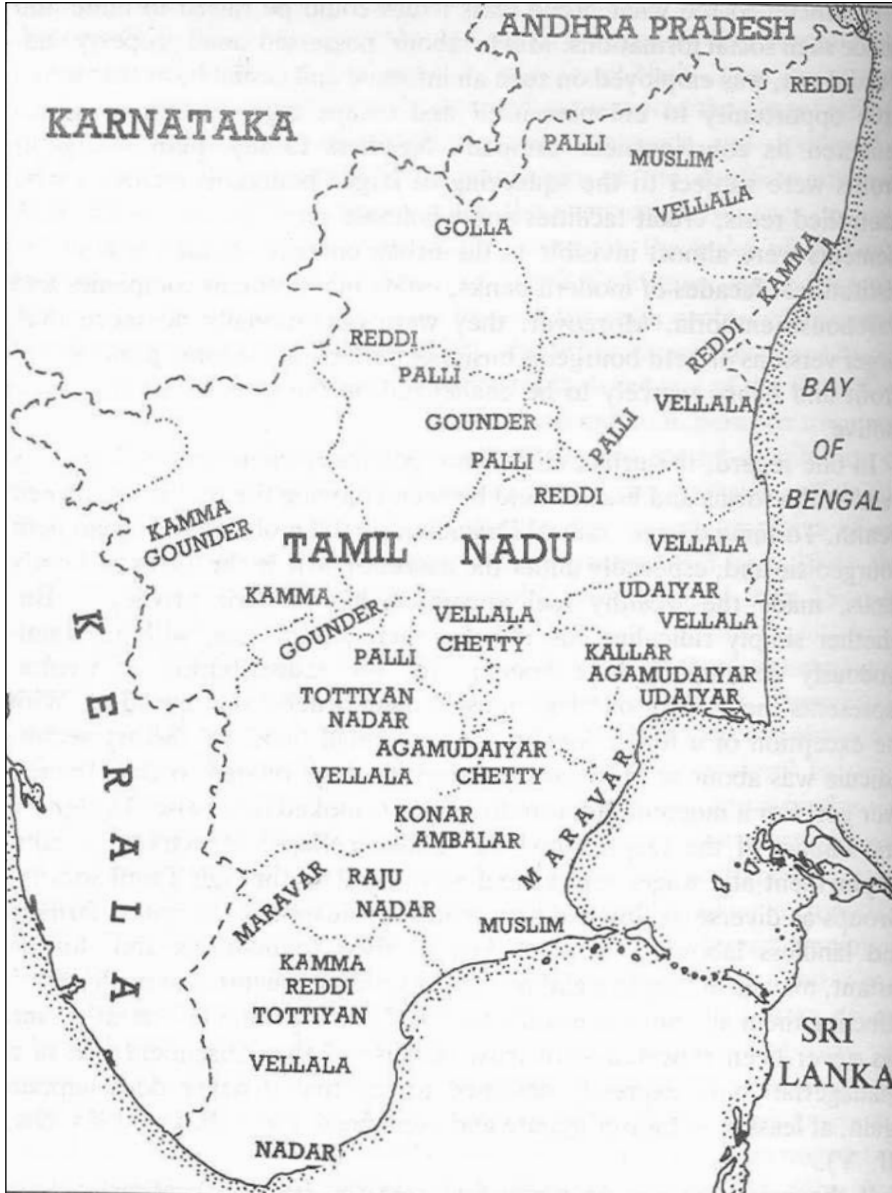 ANDHRA PRADESH
REDDI
KARNATAKA
PALLI
MUSLIM
VELLALA
GOLLA
KAMMA
REDDI
REDDI
PALLI
VELLALA
BAY
OF
BENGAL
GOUNDER
PALLI
PALLI
REDDI
KAMMA
GOUNDER
TAMIL NADU
VELLALA
KAMMA
GOUNDER
VELLALA
CHETTY
UDAIYAR
VELLALA
PALLI
KALLAR
AGAMUDAIYAR
UDAIYAR
TOTTIYAN
NADAR
KERALA
AGAMUDAIYAR
VELLALA
CHETTY
MARAVAR
KONAR
AMBALAR
MARAVAR
RAJU
NADAR
MUSLIM
KAMMA
REDDI
TOTTIYAN
VELLALA
NADAR
SRI
LANKA